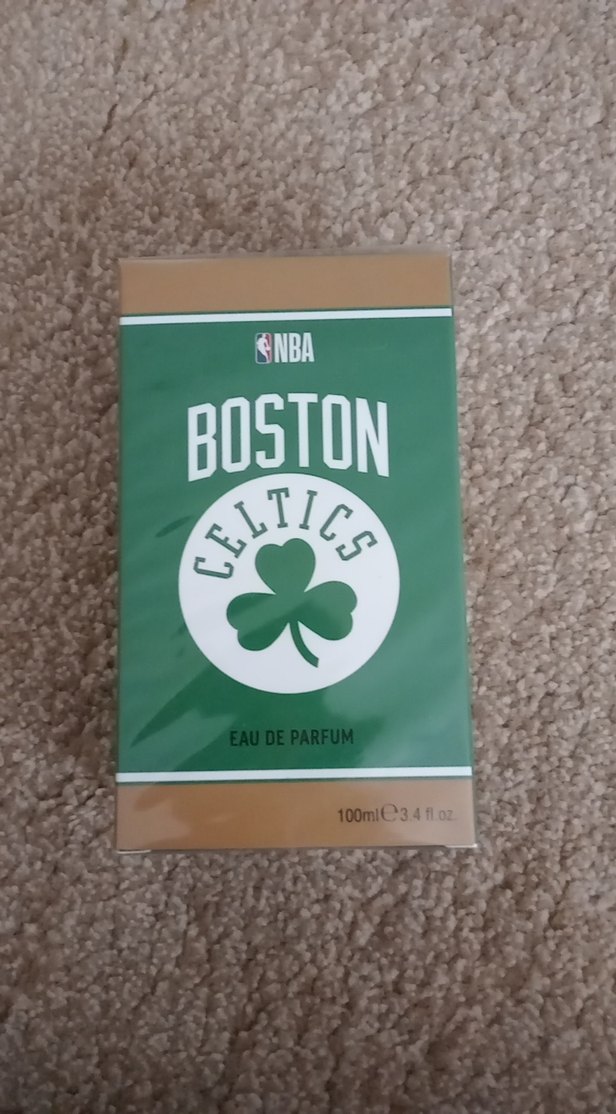 NBA
BOSTON
CELTICS
EAU DE PARFUM
100ml ℮ 3.4 fl.oz.